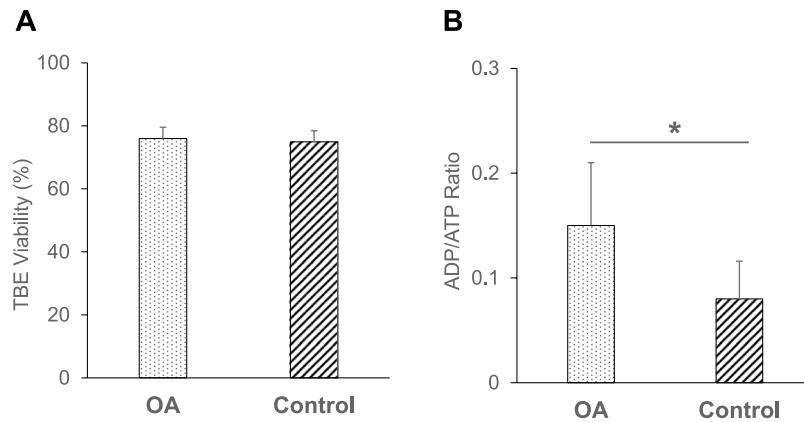 A
TBE Viability (%)
100
80
60
40
20
0
OA Control
B
ADP/ATP Ratio
0.3
0.2
0.1
0
*
OA Control